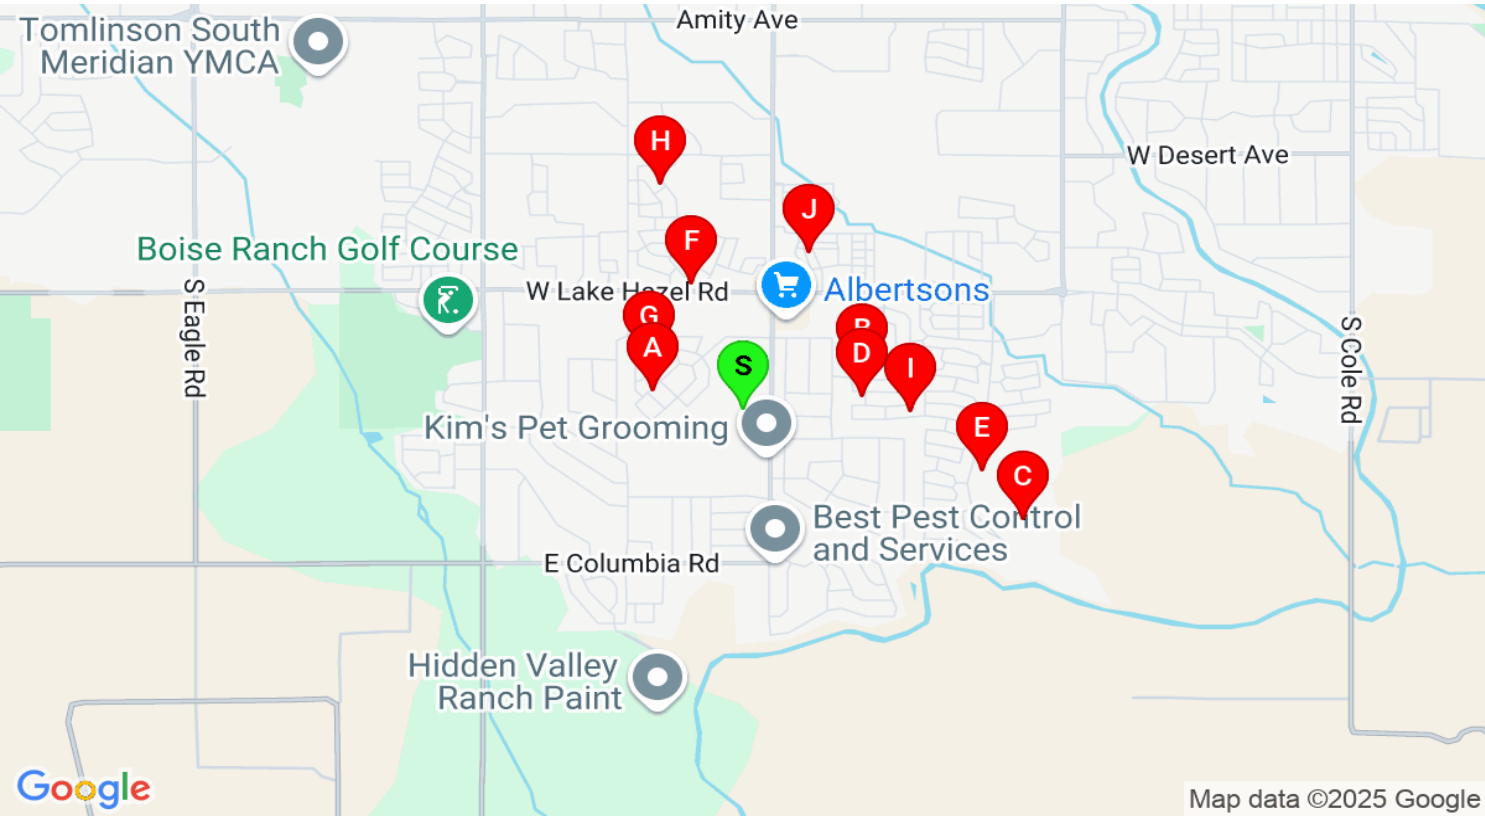 Amity Ave
Tomlinson South
Meridian YMCA
H
W Desert Ave
J
F
Boise Ranch Golf Course
S Eagle Rd
W Lake Hazel Rd
Albertsons
G
B
A
D
S
I
S Cole Rd
Kim's Pet Grooming
E
C
Best Pest Control
and Services
E Columbia Rd
Hidden Valley
Ranch Paint
Google
Map data ©2025 Google